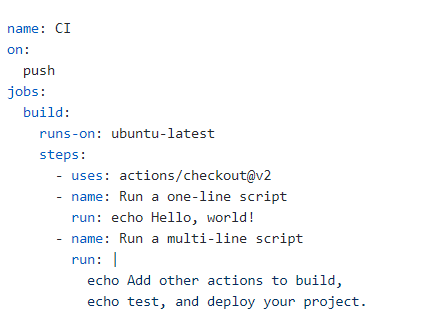 name: CI
on:
  push
jobs:
  build:
    runs-on: ubuntu-latest
    steps:
      - uses: actions/checkout@v2
      - name: Run a one-line script
        run: echo Hello, world!
      - name: Run a multi-line script
        run: |
          echo Add other actions to build,
          echo test, and deploy your project.